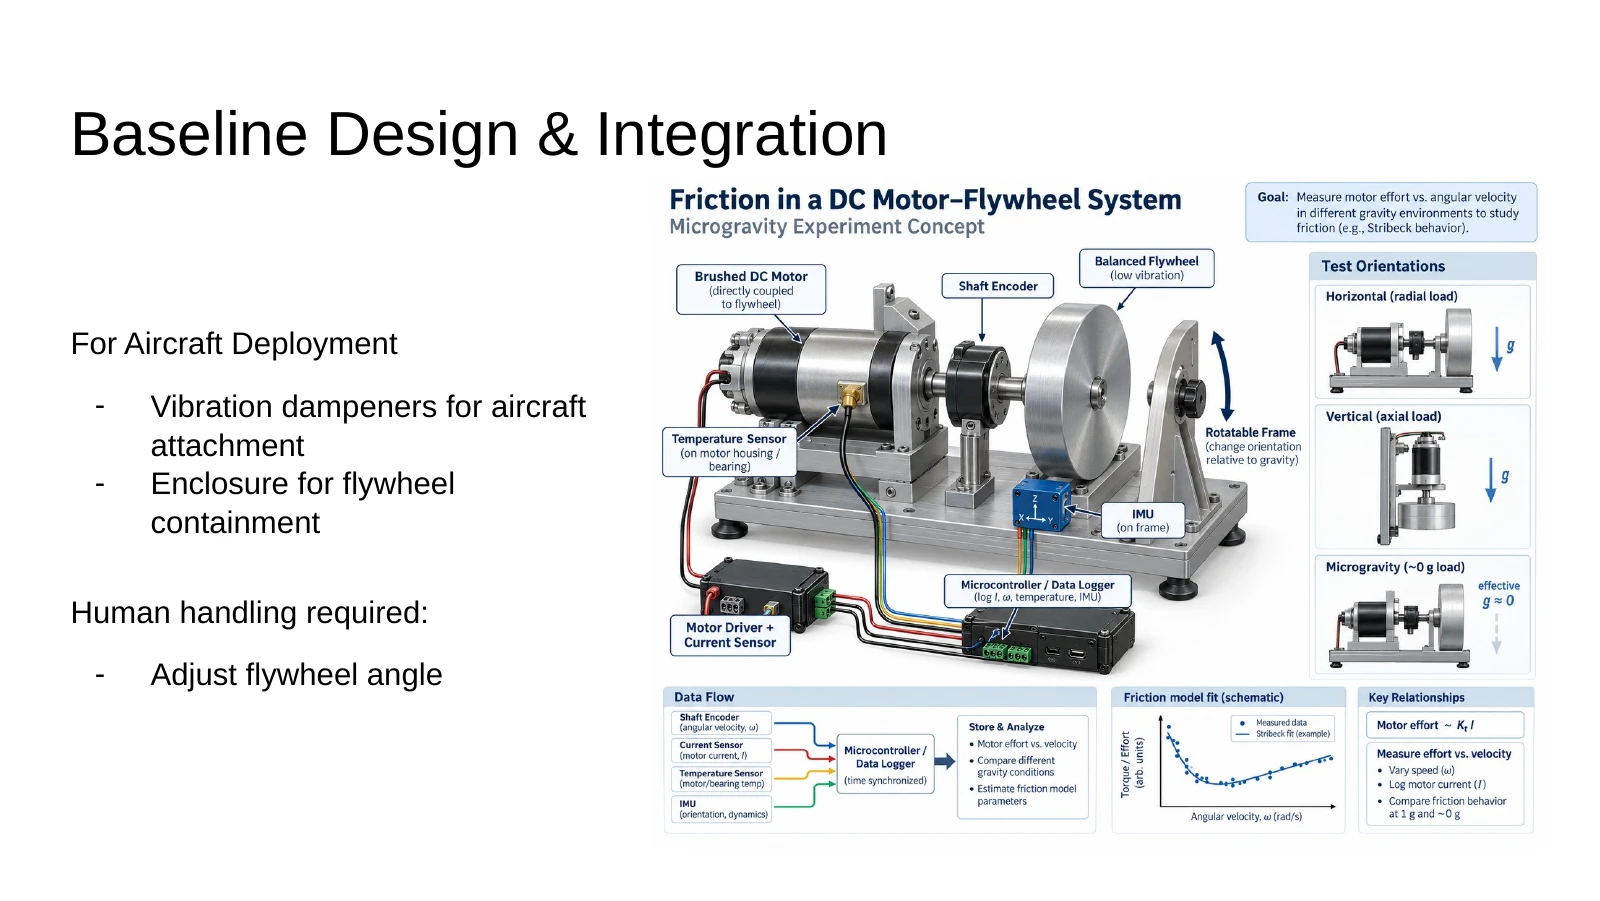 Baseline Design & Integration
For Aircraft Deployment
- Vibration dampeners for aircraft
attachment
- Enclosure for flywheel
containment
Human handling required:
- Adjust flywheel angle
Friction in a DC Motor–Flywheel System
Microgravity Experiment Concept
Goal: Measure motor effort vs. angular velocity
in different gravity environments to study
friction (e.g., Stribeck behavior).
Brushed DC Motor
(directly coupled
to flywheel)
Shaft Encoder
Balanced Flywheel
(low vibration)
Temperature Sensor
(on motor housing /
bearing)
Rotatable Frame
(change orientation
relative to gravity)
Z
X
Y
IMU
(on frame)
Microcontroller / Data Logger
(log I, ω, temperature, IMU)
Motor Driver +
Current Sensor
Test Orientations
Horizontal (radial load)
g
Vertical (axial load)
g
Microgravity (~0 g load)
effective
g ≈ 0
Data Flow
Shaft Encoder
(angular velocity, ω)
Current Sensor
(motor current, I)
Temperature Sensor
(motor/bearing temp)
IMU
(orientation, dynamics)
Microcontroller /
Data Logger
(time synchronized)
Store & Analyze
• Motor effort vs. velocity
• Compare different
gravity conditions
• Estimate friction model
parameters
Friction model fit (schematic)
Measured data
Stribeck fit (example)
Torque / Effort
(arb. units)
Angular velocity, ω (rad/s)
Key Relationships
Motor effort ~ Kt I
Measure effort vs. velocity
• Vary speed (ω)
• Log motor current (I)
• Compare friction behavior
at 1 g and ~0 g